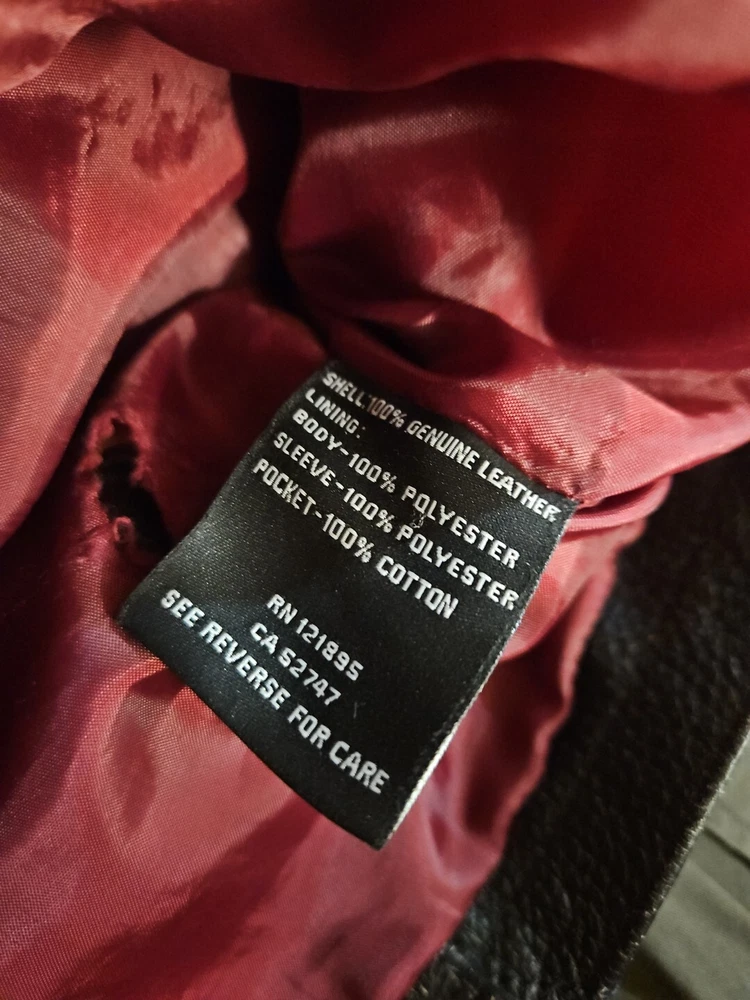 SHELL:100% GENUINE LEATHER
LINING:
BODY-100% POLYESTER
SLEEVE-100% POLYESTER
POCKET-100% COTTON
RN 121895
CA 52747
SEE REVERSE FOR CARE